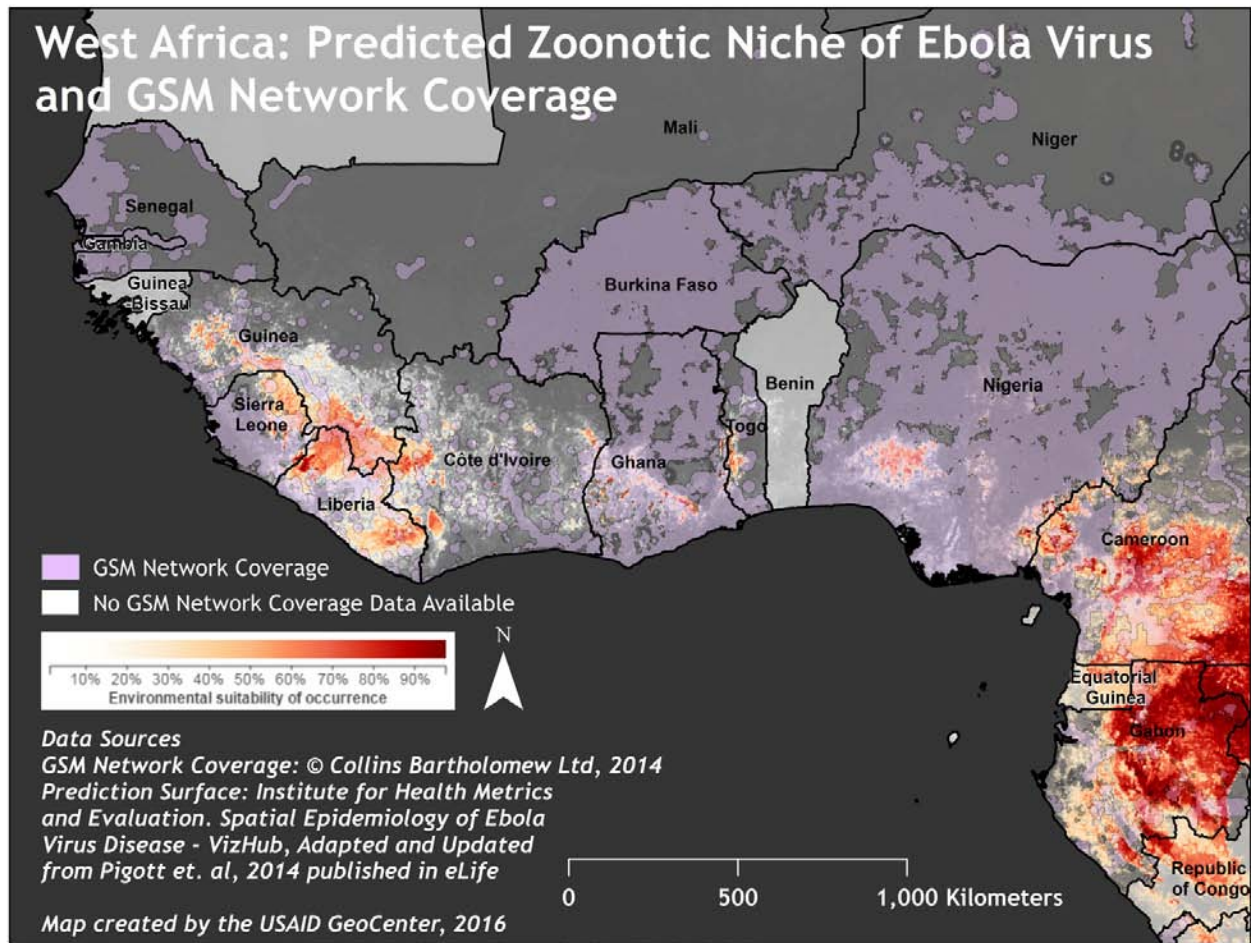 West Africa: Predicted Zoonotic Niche of Ebola Virus
and GSM Network Coverage
Mali
Niger
Senegal
Gambia
Guinea
-Bissau
Burkina Faso
Guinea
Benin
Nigeria
Sierra
Leone
Togo
Côte d'Ivoire
Ghana
Liberia
Cameroon
GSM Network Coverage
No GSM Network Coverage Data Available
N
10% 20% 30% 40% 50% 60% 70% 80% 90%
Environmental suitability of occurrence
Equatorial
Guinea
Gabon
Data Sources
GSM Network Coverage: © Collins Bartholomew Ltd, 2014
Prediction Surface: Institute for Health Metrics
and Evaluation. Spatial Epidemiology of Ebola
Virus Disease - VizHub, Adapted and Updated
from Pigott et. al, 2014 published in eLife
Republic
of Congo
0 500 1,000 Kilometers
Map created by the USAID GeoCenter, 2016